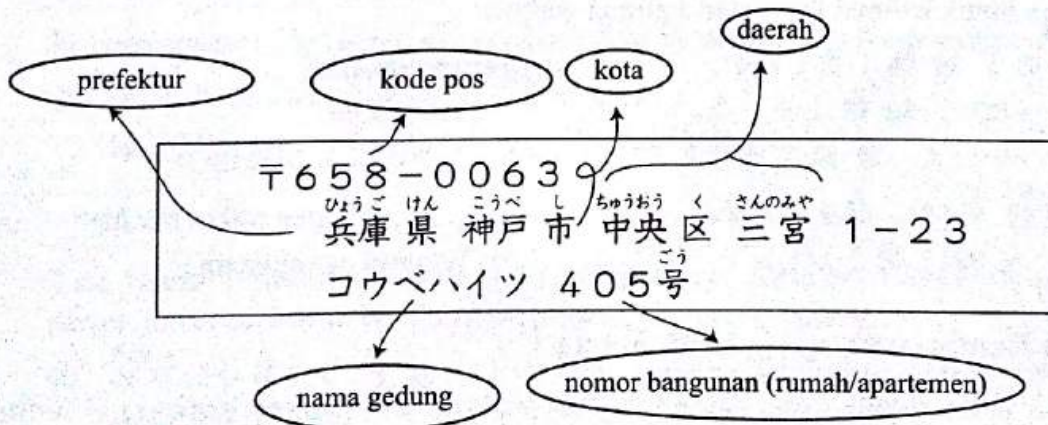 daerah
prefektur
kode pos
kota
〒658-0063
ひょうご けん こうべ し ちゅうおう く さんのみや
兵庫県 神戸市 中央区 三宮 1-23
ごう
コウベハイツ 405号
nama gedung
nomor bangunan (rumah/apartemen)